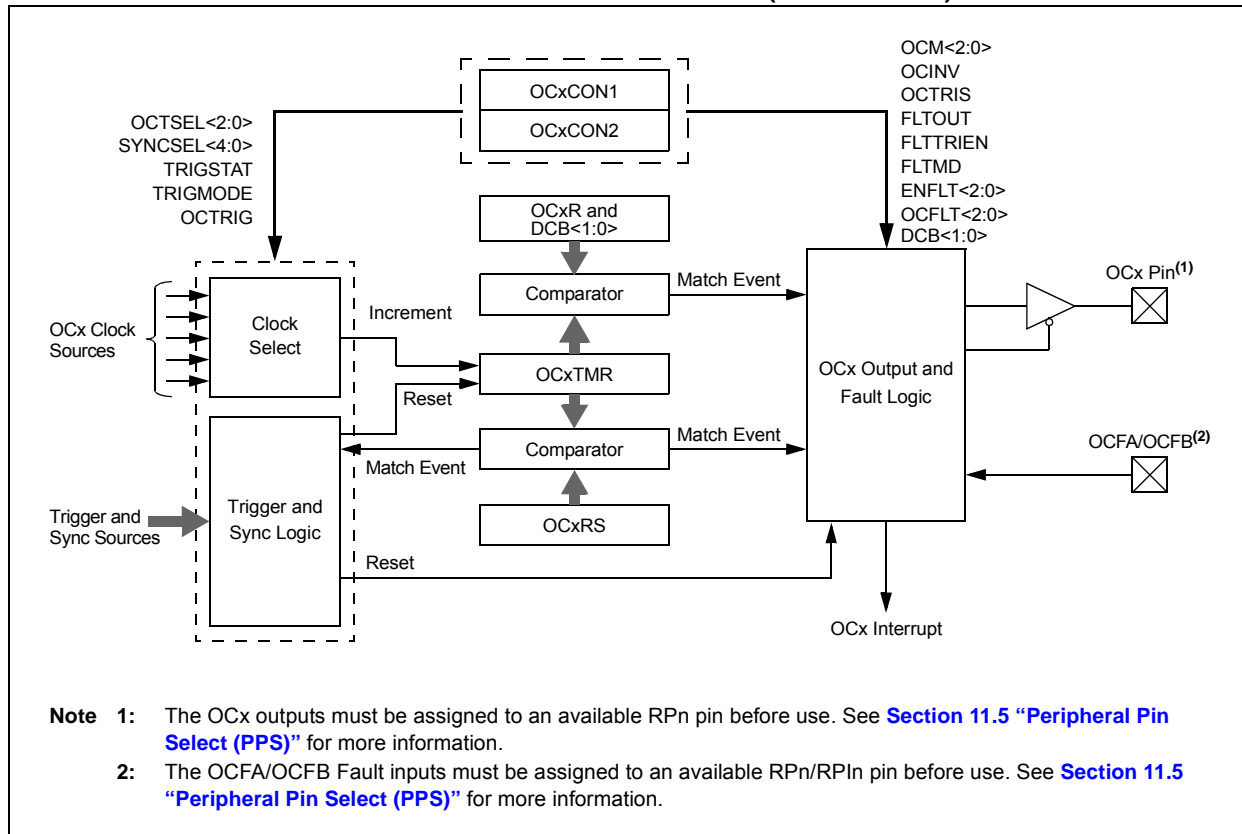 OCxCON1
OCxCON2
OCTSEL<2:0>
SYNCSEL<4:0>
TRIGSTAT
TRIGMODE
OCTRIG
OCM<2:0>
OCINV
OCTRIS
FLTOUT
FLTTRIEN
FLTMD
ENFLT<2:0>
OCFLT<2:0>
DCB<1:0>
OCxR and
DCB<1:0>
Comparator
Match Event
OCx Clock
Sources
Clock
Select
Increment
OCxTMR
Reset
Comparator
Match Event
Match Event
OCxRS
Trigger and
Sync Sources
Trigger and
Sync Logic
Reset
OCx Output and
Fault Logic
OCx Pin(1)
OCFA/OCFB(2)
OCx Interrupt
Note 1: The OCx outputs must be assigned to an available RPn pin before use. See Section 11.5 “Peripheral Pin
Select (PPS)” for more information.
2: The OCFA/OCFB Fault inputs must be assigned to an available RPn/RPIn pin before use. See Section 11.5
“Peripheral Pin Select (PPS)” for more information.